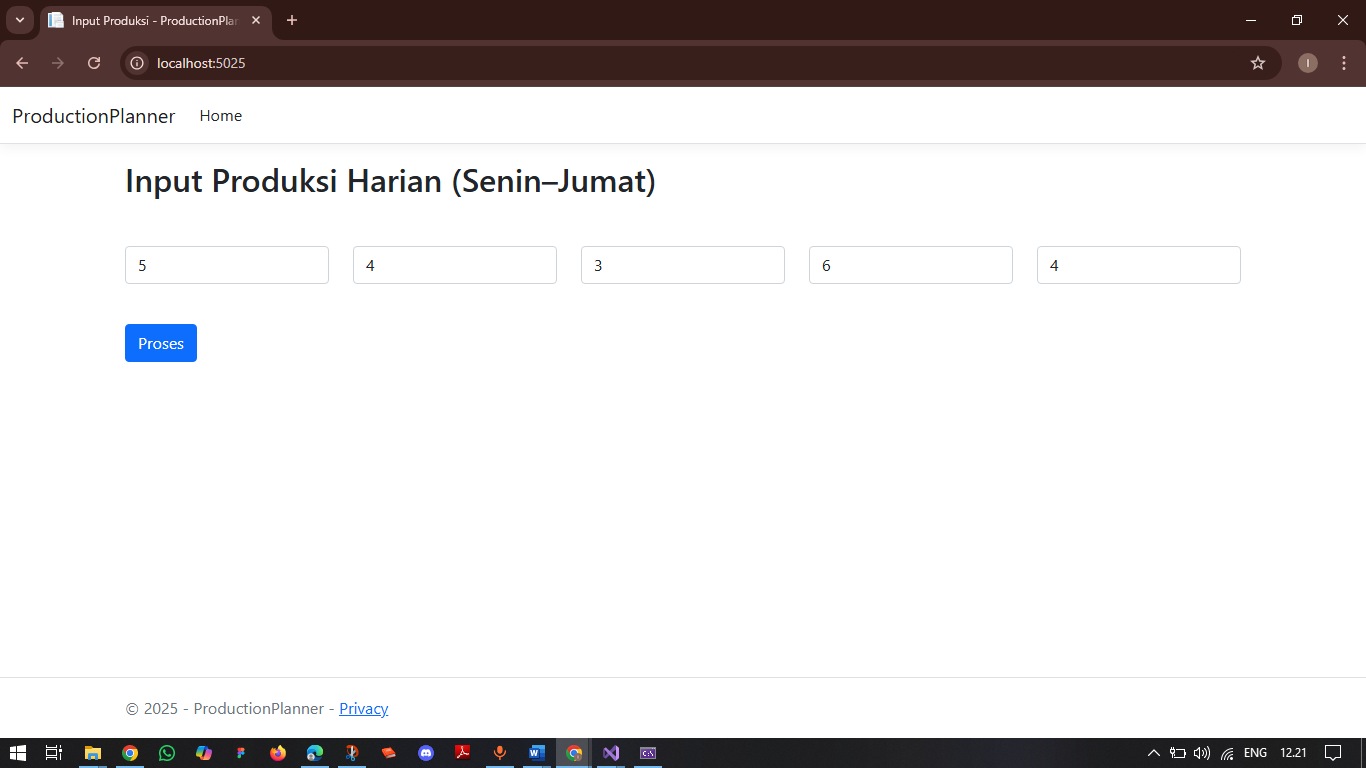 Input Produksi - ProductionPlan
localhost:5025
I
ProductionPlanner Home
Input Produksi Harian (Senin–Jumat)
5 4 3 6 4
Proses
© 2025 - ProductionPlanner - Privacy
ENG 12.21